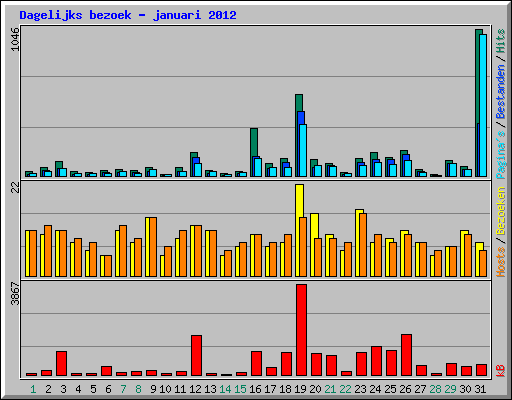 Dagelijks bezoek - januari 2012
1046
22
3867
Hosts / Bezoeken Pagina's / Bestanden / Hits
kB
1 2 3 4 5 6 7 8 9 10 11 12 13 14 15 16 17 18 19 20 21 22 23 24 25 26 27 28 29 30 31